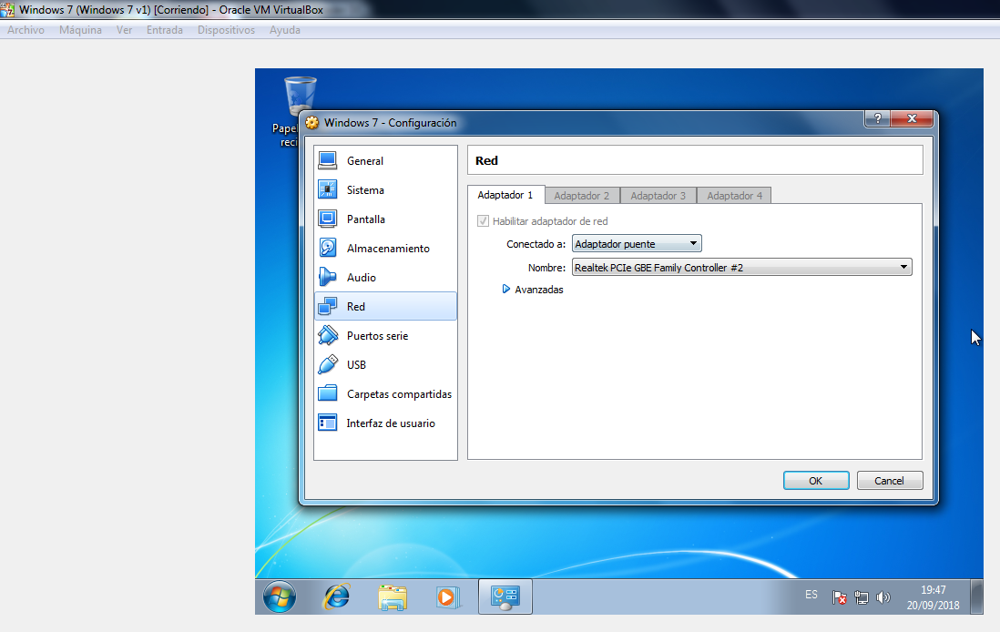 Windows 7 (Windows 7 v1) [Corriendo] - Oracle VM VirtualBox
Archivo Máquina Ver Entrada Dispositivos Ayuda
Windows 7 - Configuración
General
Sistema
Pantalla
Almacenamiento
Audio
Red
Puertos serie
USB
Carpetas compartidas
Interfaz de usuario
Red
Adaptador 1 Adaptador 2 Adaptador 3 Adaptador 4
Habilitar adaptador de red
Conectado a: Adaptador puente
Nombre: Realtek PCIe GBE Family Controller #2
Avanzadas
OK Cancel
ES
19:47
20/09/2018